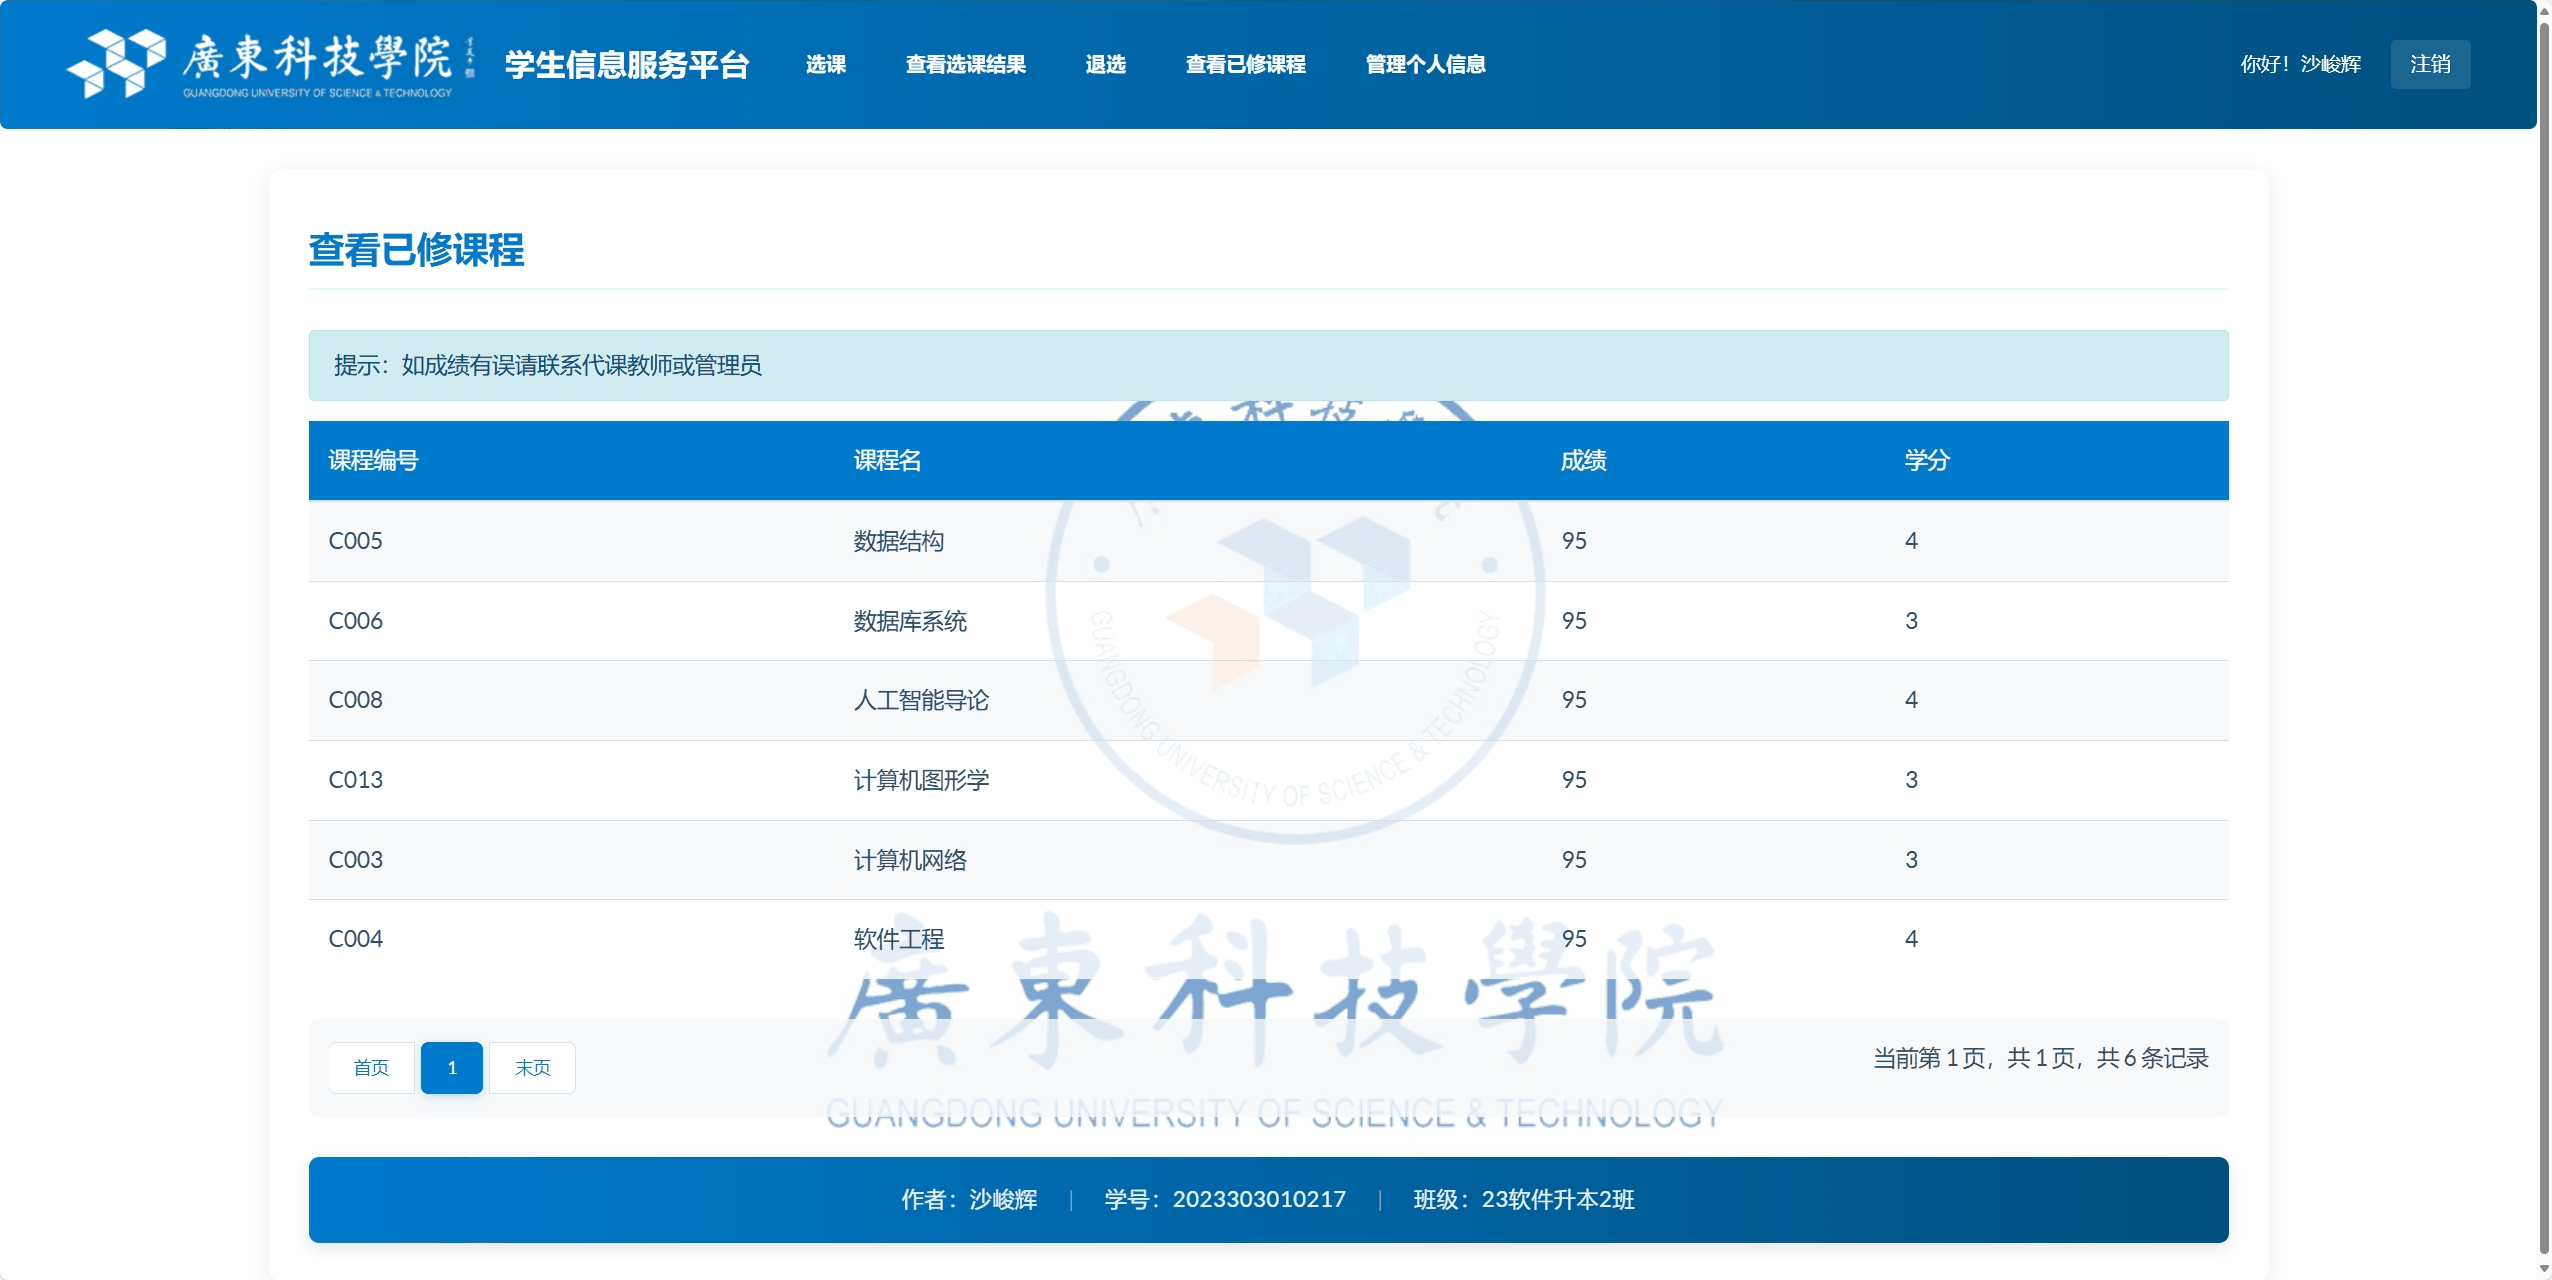 廣東科技學院
GUANGDONG UNIVERSITY OF SCIENCE & TECHNOLOGY
学生信息服务平台 选课 查看选课结果 退选 查看已修课程 管理个人信息 你好！沙峻辉 注销
查看已修课程
提示：如成绩有误请联系代课教师或管理员
课程编号 课程名 成绩 学分
C005 数据结构 95 4
C006 数据库系统 95 3
C008 人工智能导论 95 4
C013 计算机图形学 95 3
C003 计算机网络 95 3
C004 软件工程 95 4
GUANGDONG UNIVERSITY OF SCIENCE & TECHNOLOGY
廣東科技學院
首页 1 末页 当前第 1 页，共 1 页，共 6 条记录
GUANGDONG UNIVERSITY OF SCIENCE & TECHNOLOGY
作者：沙峻辉 | 学号：2023303010217 | 班级：23软件升本2班